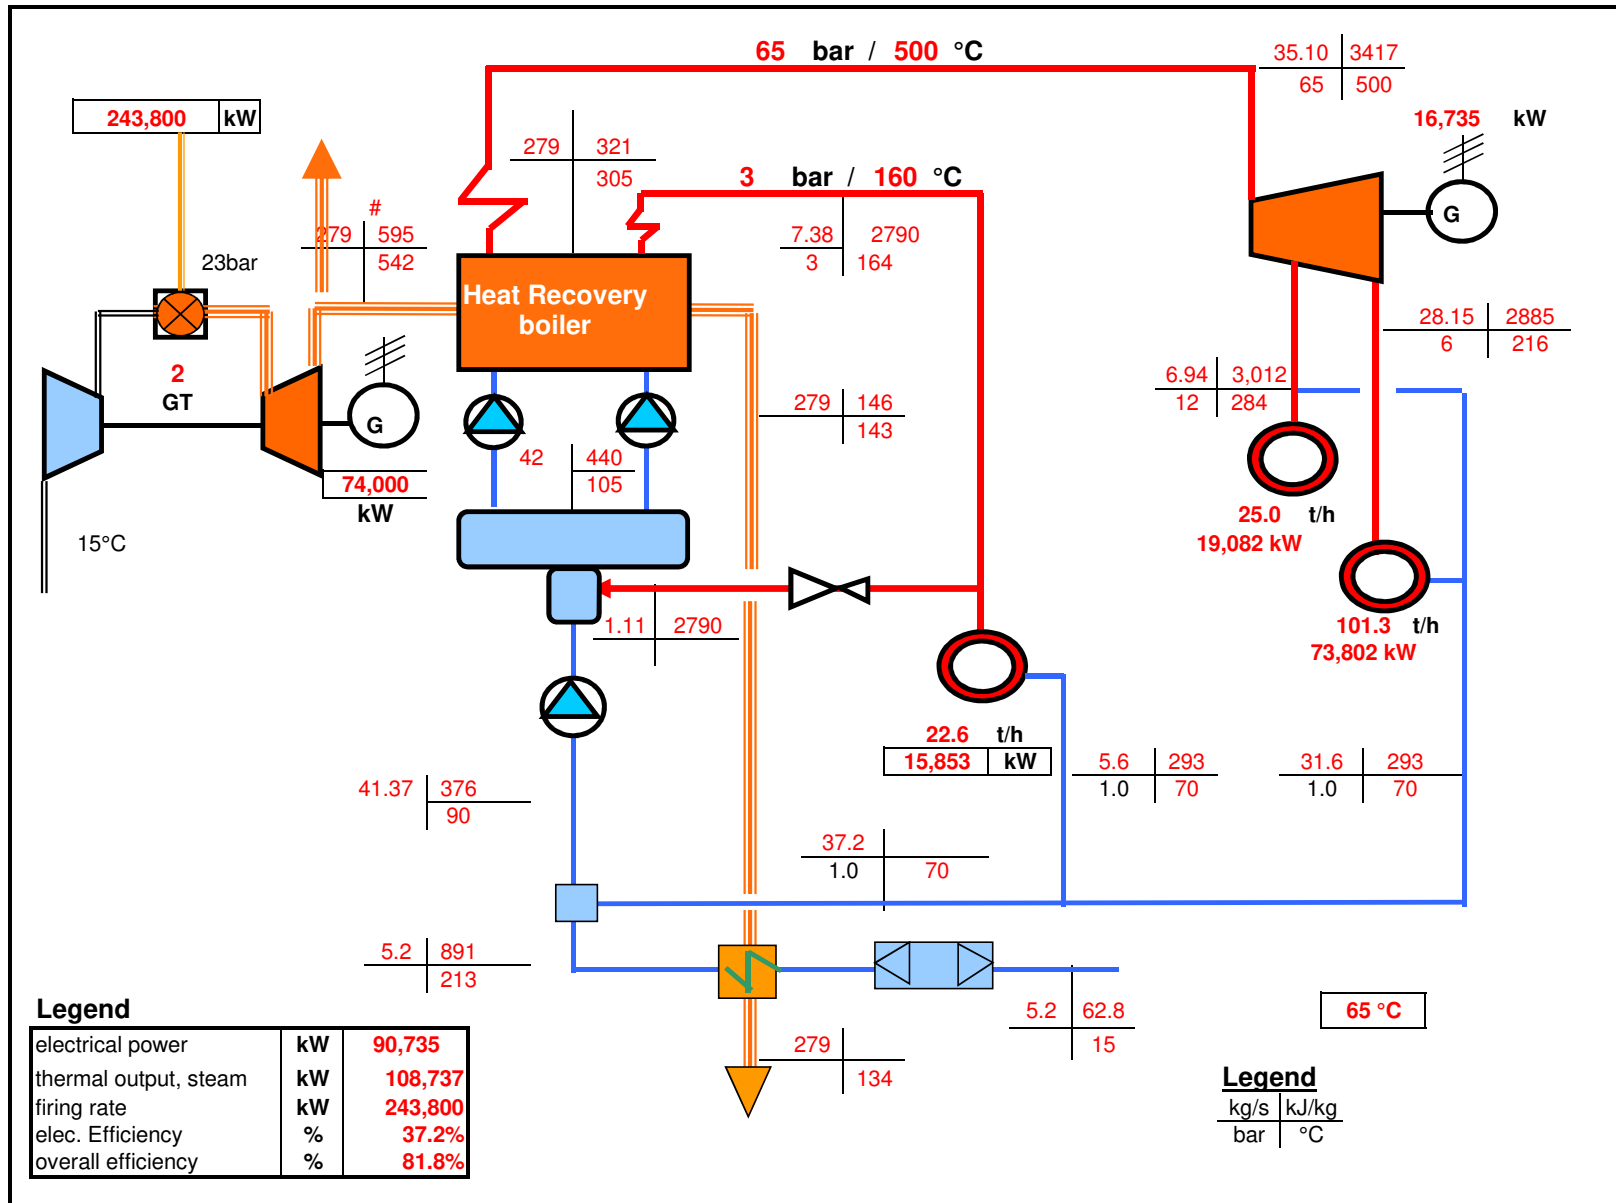 65 bar / 500 °C
35.10 3417
65 500
243,800 kW
16,735 kW
279 321
305
3 bar / 160 °C
#
279 595
542
7.38 2790
3 164
G
23bar
Heat Recovery
boiler
28.15 2885
6 216
2
GT
6.94 3,012
12 284
279 146
143
G
42
440
105
74,000
kW
25.0 t/h
19,082 kW
15°C
1.11 2790
101.3 t/h
73,802 kW
22.6 t/h
15,853 kW
5.6 293
1.0 70
31.6 293
1.0 70
41.37 376
90
37.2
1.0 70
5.2 891
213
5.2 62.8
15
65 °C
279
134
Legend
electrical power kW 90,735
thermal output, steam kW 108,737
firing rate kW 243,800
elec. Efficiency % 37.2%
overall efficiency % 81.8%
Legend
kg/s kJ/kg
bar °C